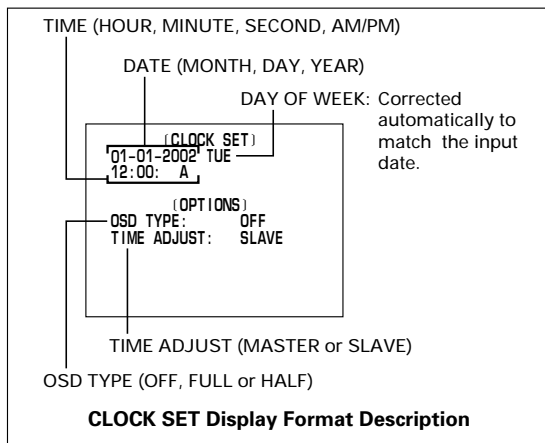 TIME (HOUR, MINUTE, SECOND, AM/PM)
DATE (MONTH, DAY, YEAR)
DAY OF WEEK: Corrected
automatically to
match the input
date.
(CLOCK SET)
01-01-2002 TUE
12:00: A
(OPTIONS)
OSD TYPE: OFF
TIME ADJUST: SLAVE
TIME ADJUST (MASTER or SLAVE)
OSD TYPE (OFF, FULL or HALF)
CLOCK SET Display Format Description